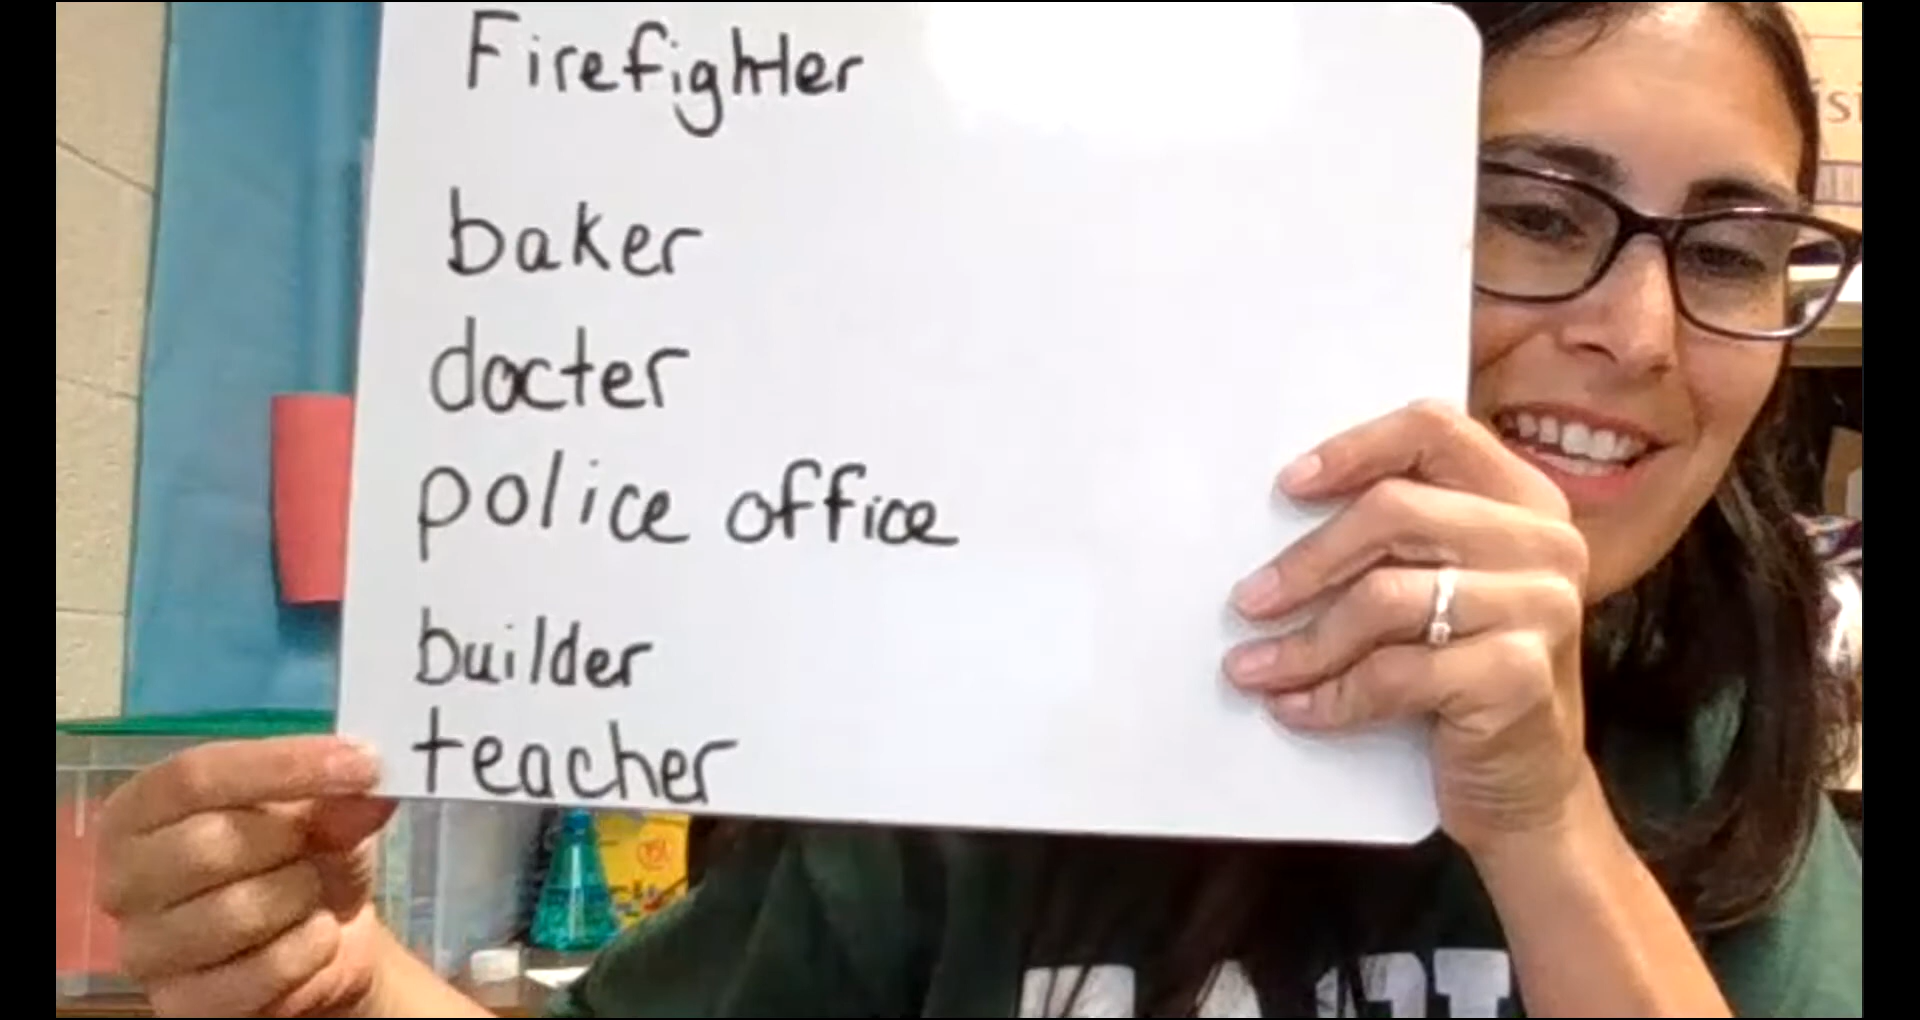 Firefighter
baker
docter
police office
builder
teacher